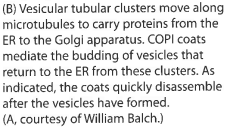 (B) Vesicular tubular clusters move along
microtubules to carry proteins from the
ER to the Golgi apparatus. COPI coats
mediate the budding of vesicles that
return to the ER from these clusters. As
indicated, the coats quickly disassemble
after the vesicles have formed.
(A, courtesy of William Balch.)